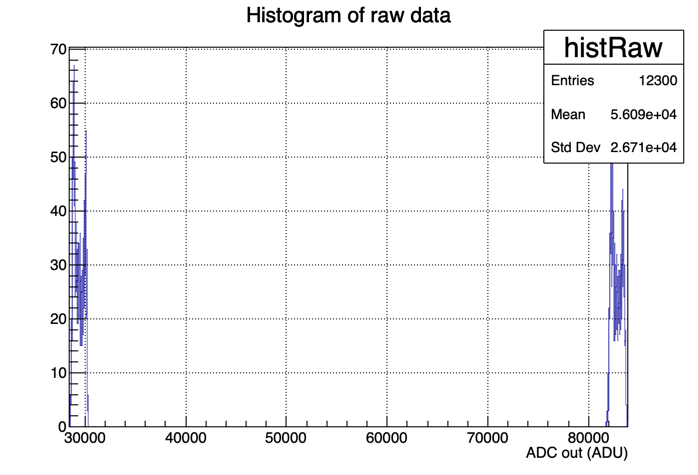 Histogram of raw data
histRaw
Entries 12300
Mean 5.609e+04
Std Dev 2.671e+04
70
60
50
40
30
20
10
0
30000 40000 50000 60000 70000 80000
ADC out (ADU)